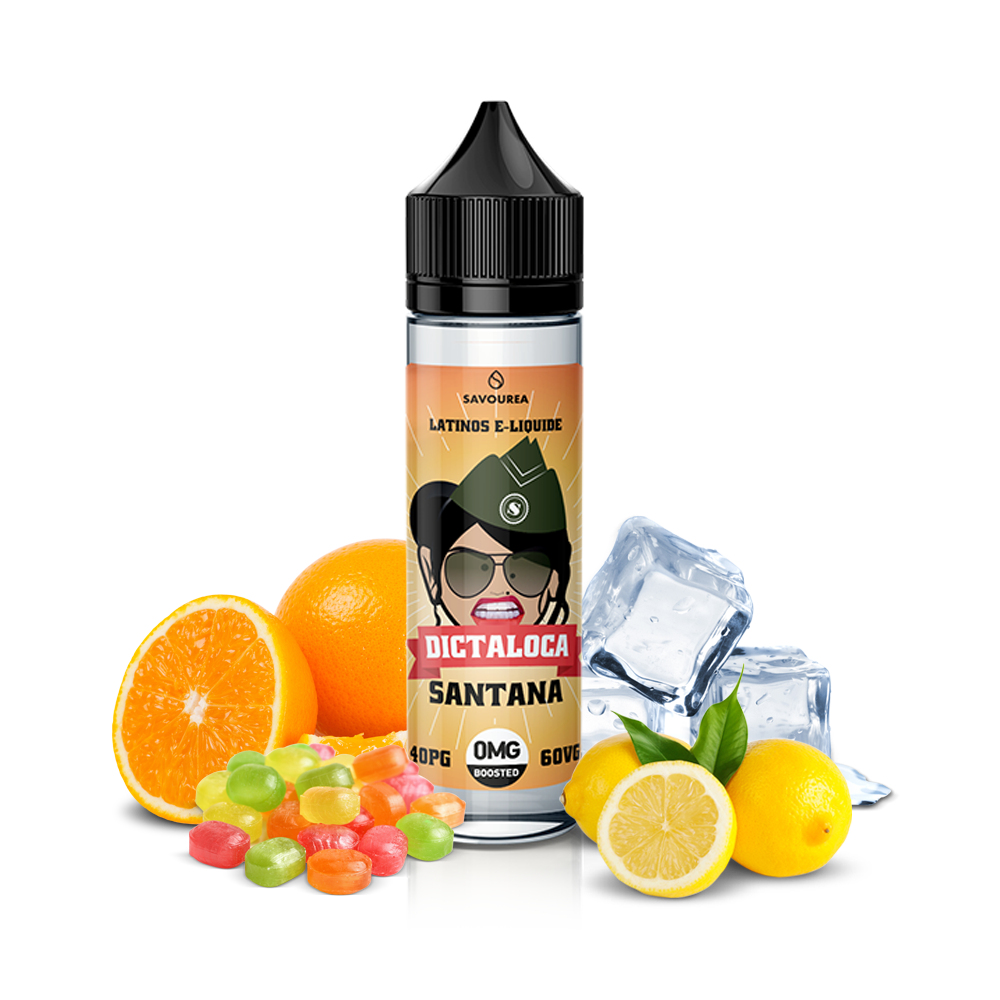 SAVOUREA
LATINOS E-LIQUIDE
S
DICTALOCA
SANTANA
40PG 0MG 60VG
BOOSTED